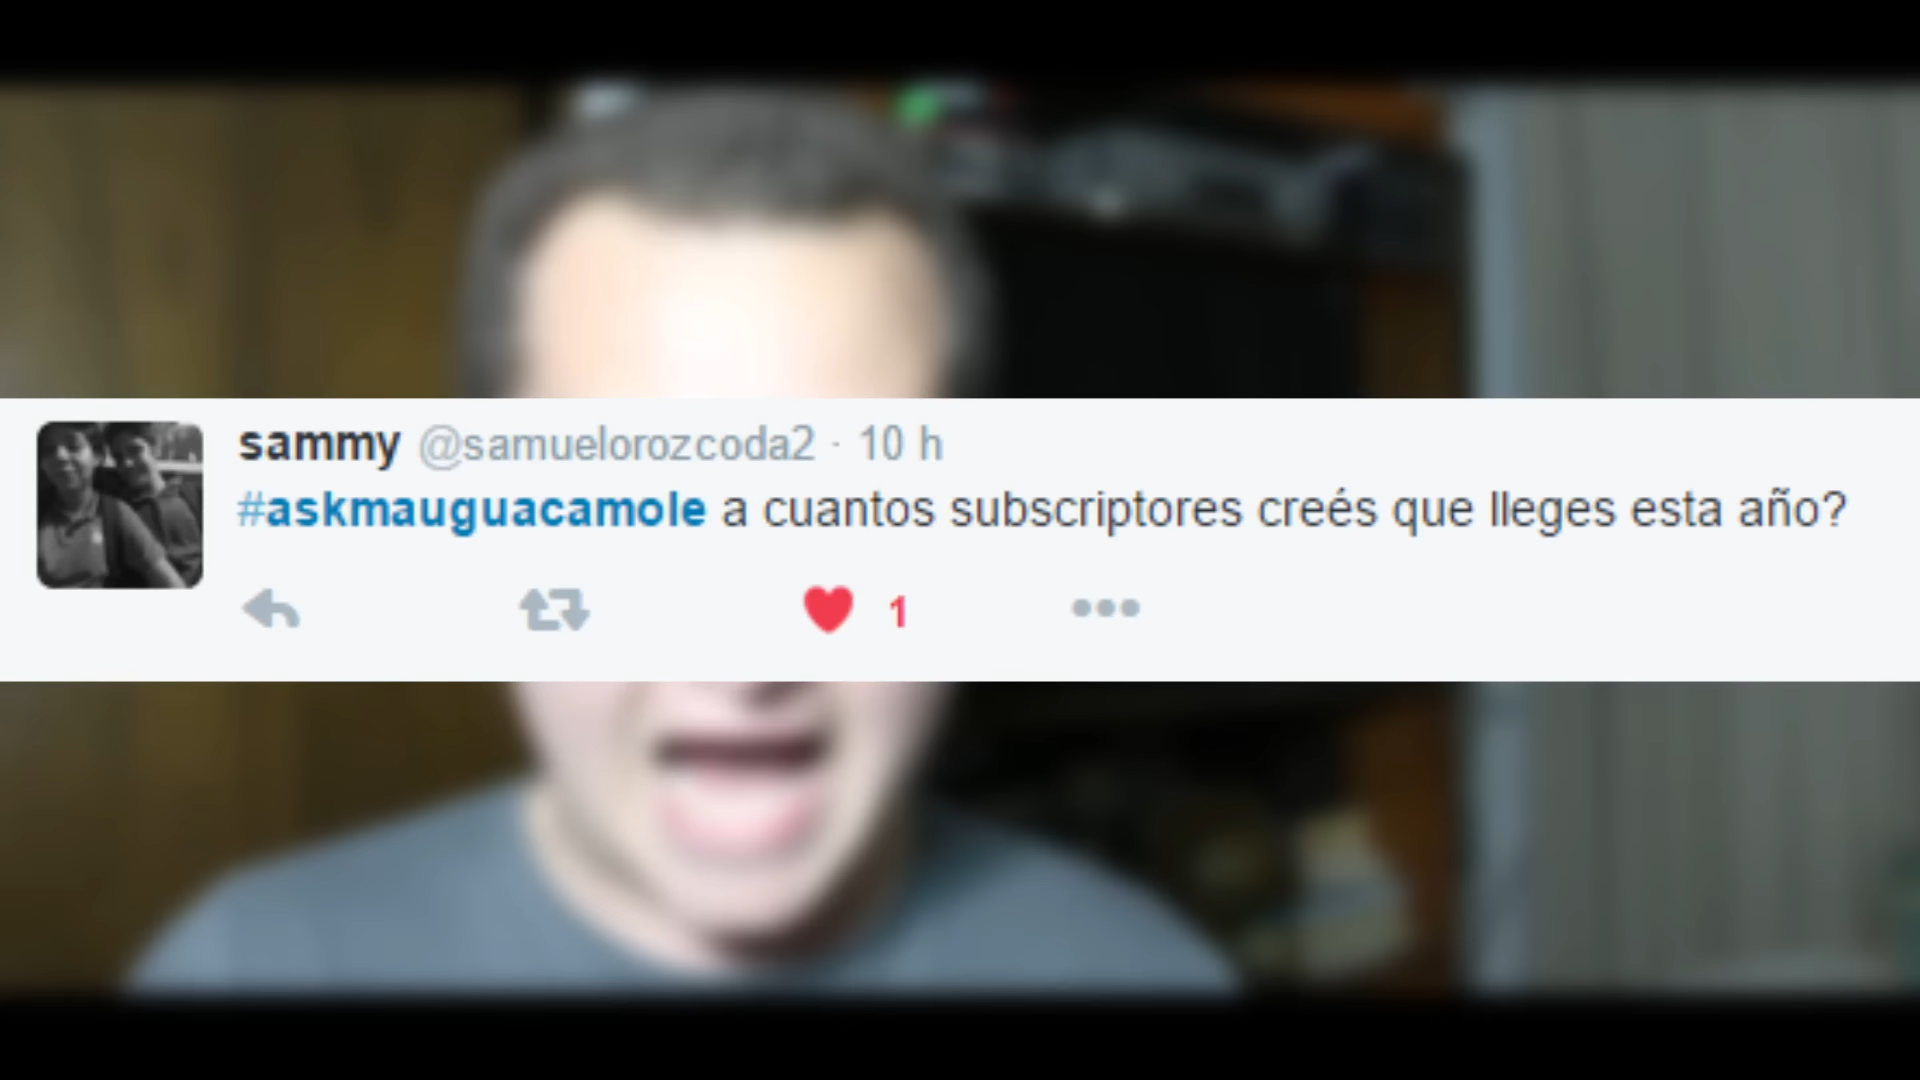 sammy @samuelorozcoda2 · 10 h
#askmauguacamole a cuantos subscriptores creés que lleges esta año?
1